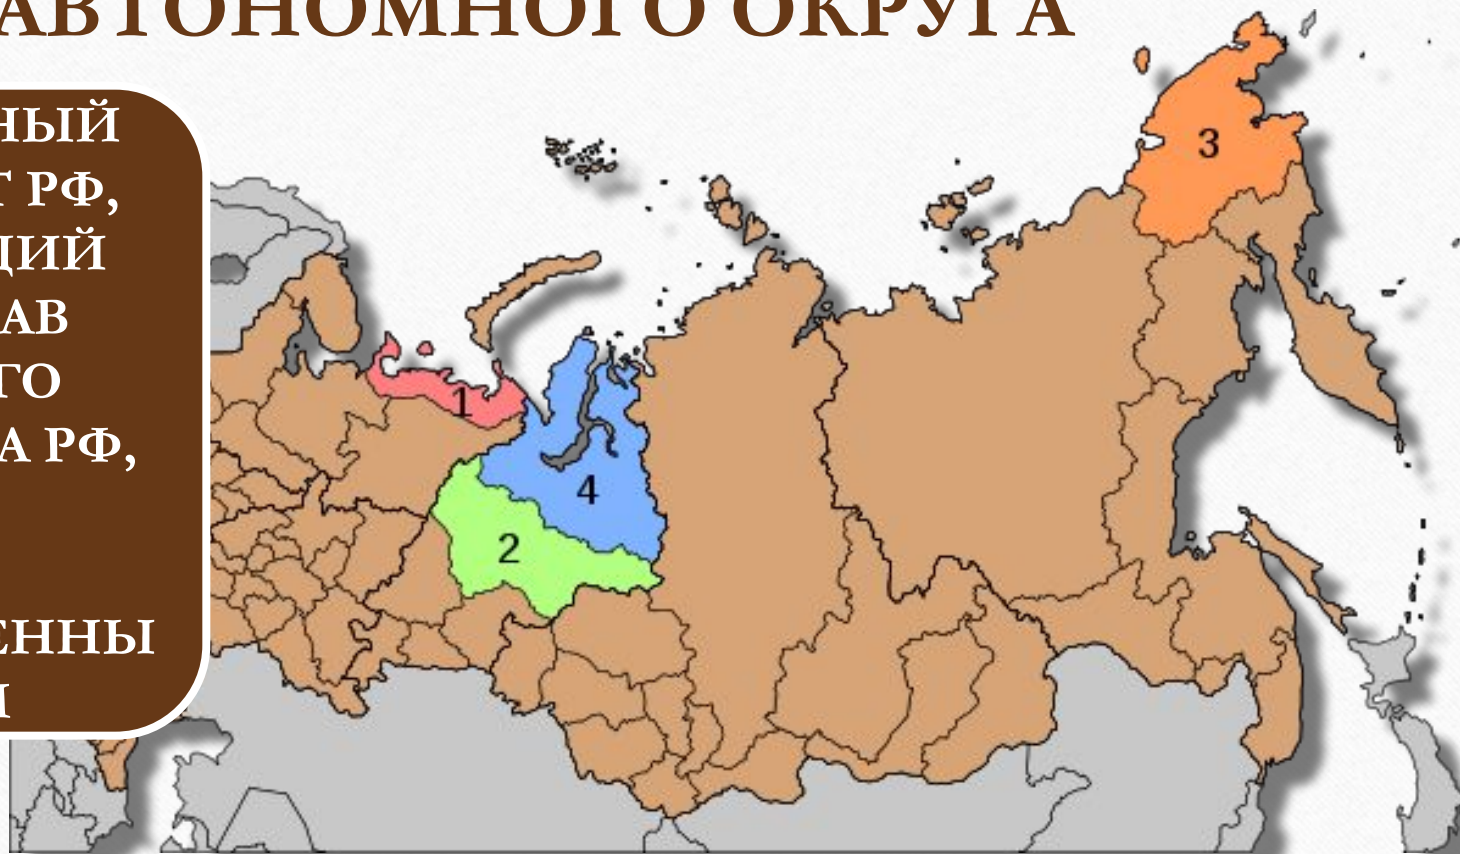 АВТОНОМНОГО ОКРУГА
НЫЙ
Г РФ,
ЩИЙ
АВ
ГО
А РФ,
ЕННЫ
3
1
4
2